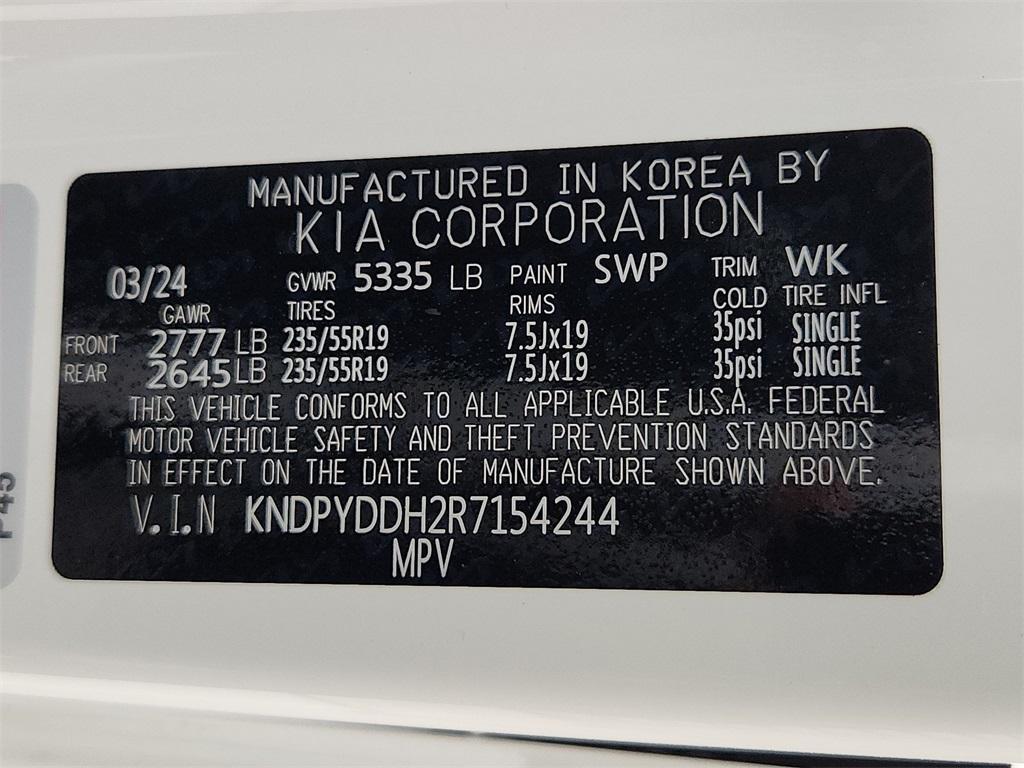 MANUFACTURED IN KOREA BY
KIA CORPORATION
03/24 GVWR 5335 LB PAINT SWP TRIM WK
GAWR TIRES RIMS COLD TIRE INFL
FRONT 2777 LB 235/55R19 7.5Jx19 35psi SINGLE
REAR 2645 LB 235/55R19 7.5Jx19 35psi SINGLE
THIS VEHICLE CONFORMS TO ALL APPLICABLE U.S.A. FEDERAL
MOTOR VEHICLE SAFETY AND THEFT PREVENTION STANDARDS
IN EFFECT ON THE DATE OF MANUFACTURE SHOWN ABOVE.
V.I.N KNDPYDDH2R7154244
MPV